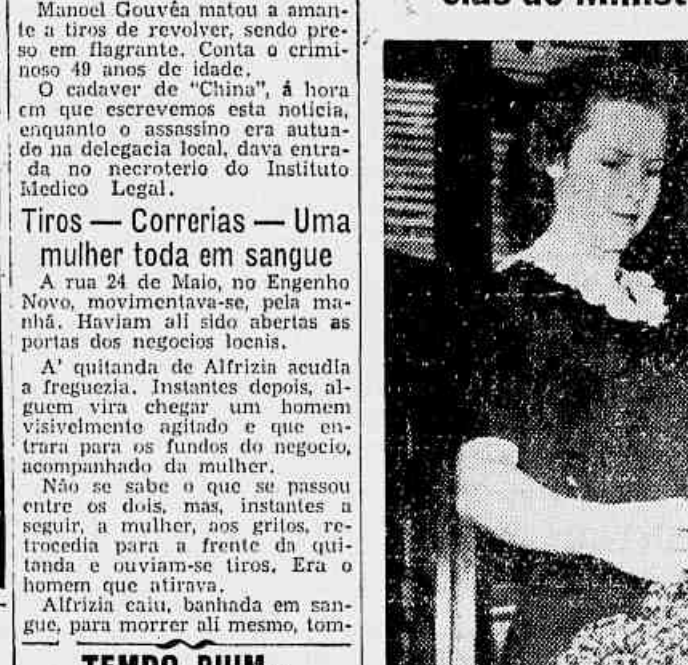 Manoel Gouvêa matou a aman-
te a tiros de revolver, sendo pre-
so em flagrante. Conta o crimi-
noso 49 anos de idade.
O cadaver de "China", á hora
em que escrevemos esta noticia,
enquanto o assassino era autua-
do na delegacia local, dava entra-
da no necroterio do Instituto
Medico Legal.
Tiros — Correrias — Uma
mulher toda em sangue
A rua 24 de Maio, no Engenho
Novo, movimentava-se, pela ma-
nhã. Haviam ali sido abertas as
portas dos negocios locais.
A' quitanda de Alfrizia acudia
a freguezia. Instantes depois, al-
guem vira chegar um homem
visivelmente agitado e que en-
trara para os fundos do negocio,
acompanhado da mulher.
Não se sabe o que se passou
entre os dois, mas, instantes a
seguir, a mulher, aos gritos, re-
trocedia para a frente da qui-
tanda e ouviam-se tiros. Era o
homem que atirava.
Alfrizia caiu, banhada em san-
gue, para morrer ali mesmo, tom-
TEMPO RUIM